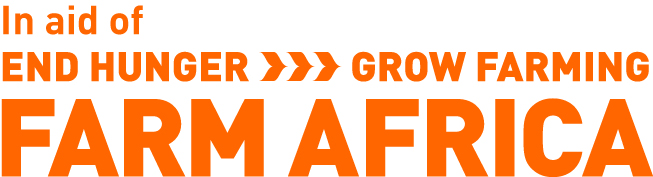 In aid of
END HUNGER >>> GROW FARMING
FARM AFRICA